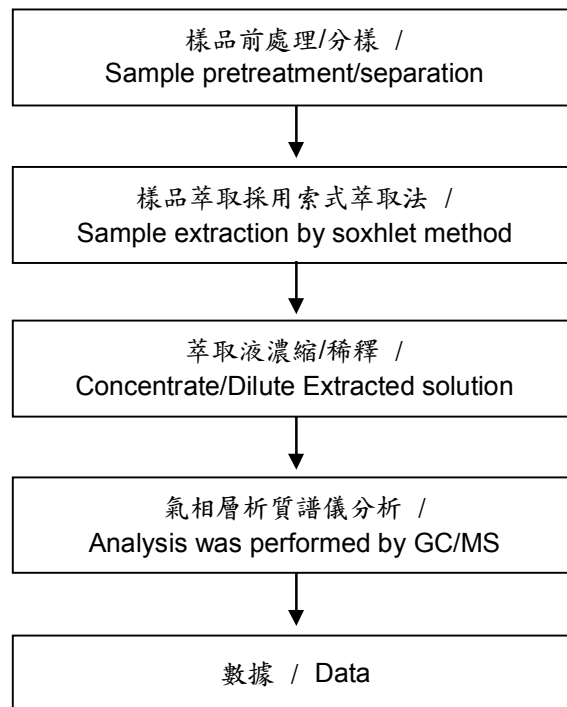 樣品前處理/分樣 /
Sample pretreatment/separation
樣品萃取採用索式萃取法 /
Sample extraction by soxhlet method
萃取液濃縮/稀釋 /
Concentrate/Dilute Extracted solution
氣相層析質譜儀分析 /
Analysis was performed by GC/MS
數據 / Data